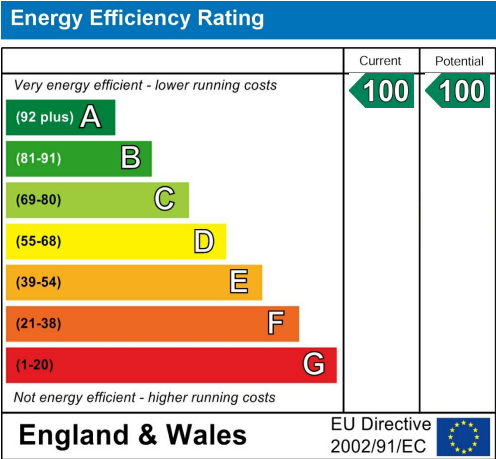 Energy Efficiency Rating
Current Potential
Very energy efficient - lower running costs
100 100
(92 plus) A
(81-91) B
(69-80) C
(55-68) D
(39-54) E
(21-38) F
(1-20) G
Not energy efficient - higher running costs
England & Wales
EU Directive
2002/91/EC